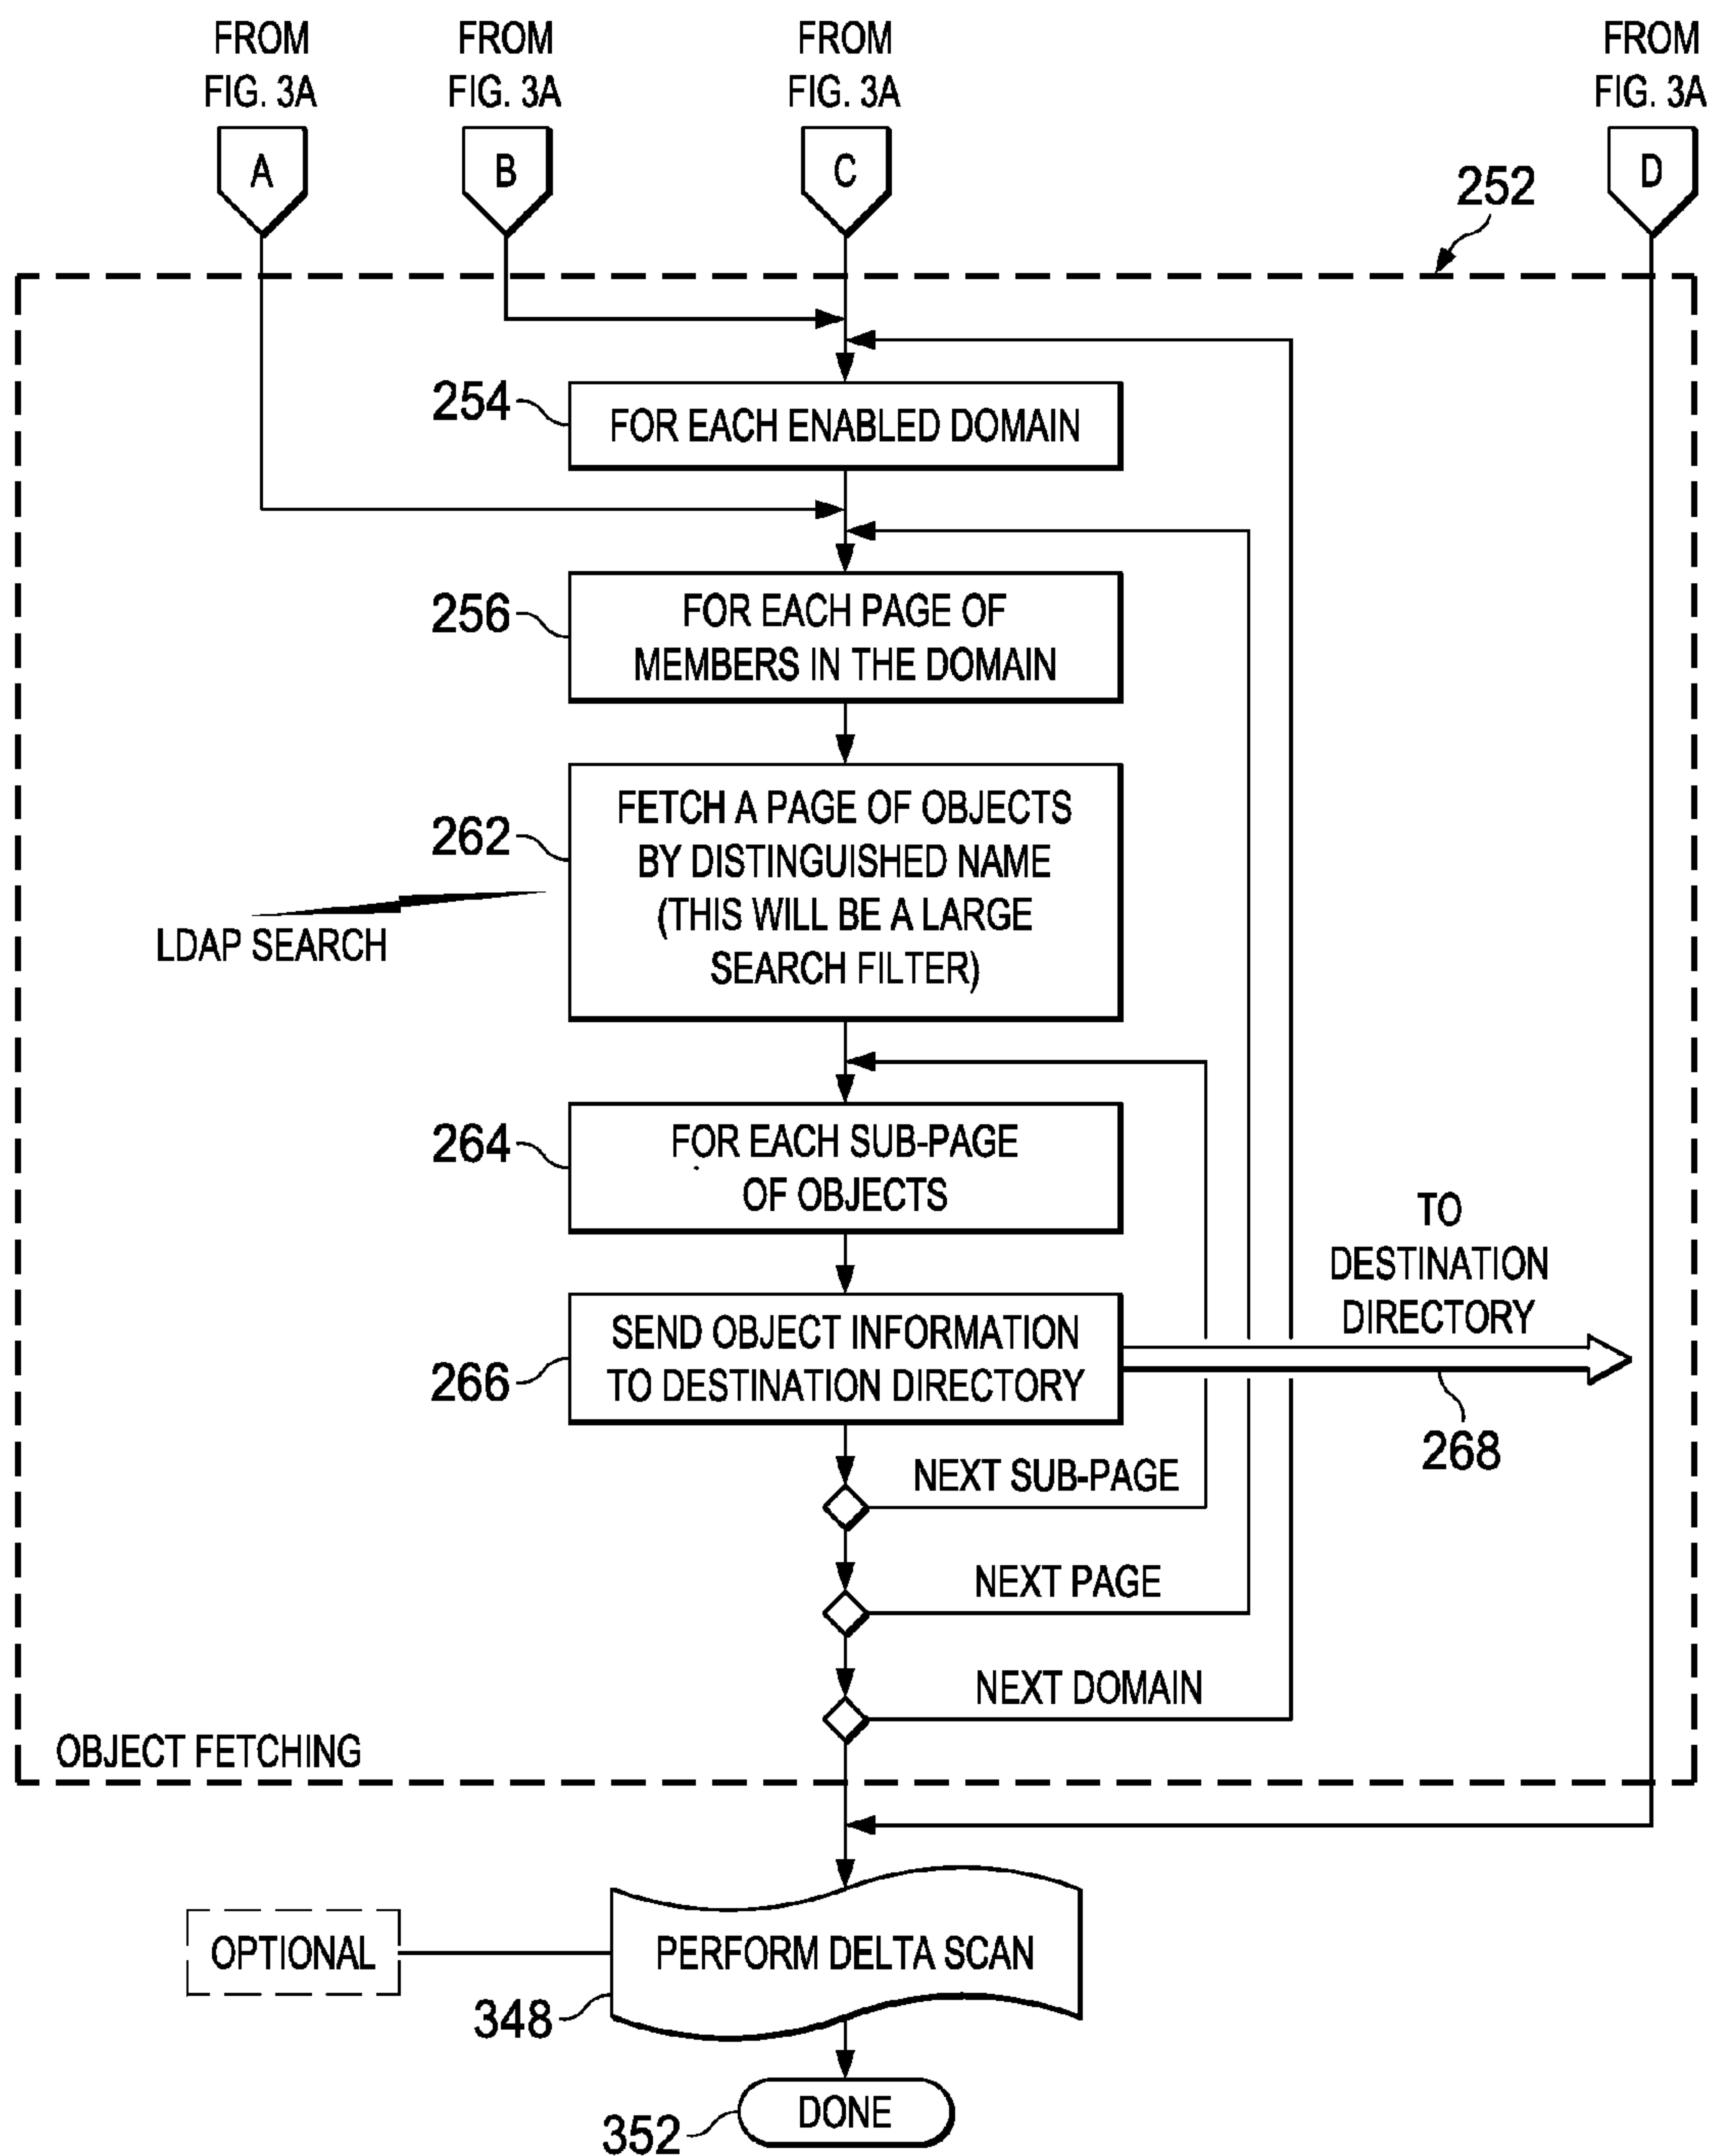 FROM
FIG. 3A
FROM
FIG. 3A
FROM
FIG. 3A
FROM
FIG. 3A
A
B
C
D
252
254
FOR EACH ENABLED DOMAIN
256
FOR EACH PAGE OF
MEMBERS IN THE DOMAIN
262
FETCH A PAGE OF OBJECTS
BY DISTINGUISHED NAME
(THIS WILL BE A LARGE
SEARCH FILTER)
LDAP SEARCH
264
FOR EACH SUB-PAGE
OF OBJECTS
TO
DESTINATION
DIRECTORY
266
SEND OBJECT INFORMATION
TO DESTINATION DIRECTORY
268
NEXT SUB-PAGE
NEXT PAGE
NEXT DOMAIN
OBJECT FETCHING
OPTIONAL
PERFORM DELTA SCAN
348
DONE
352